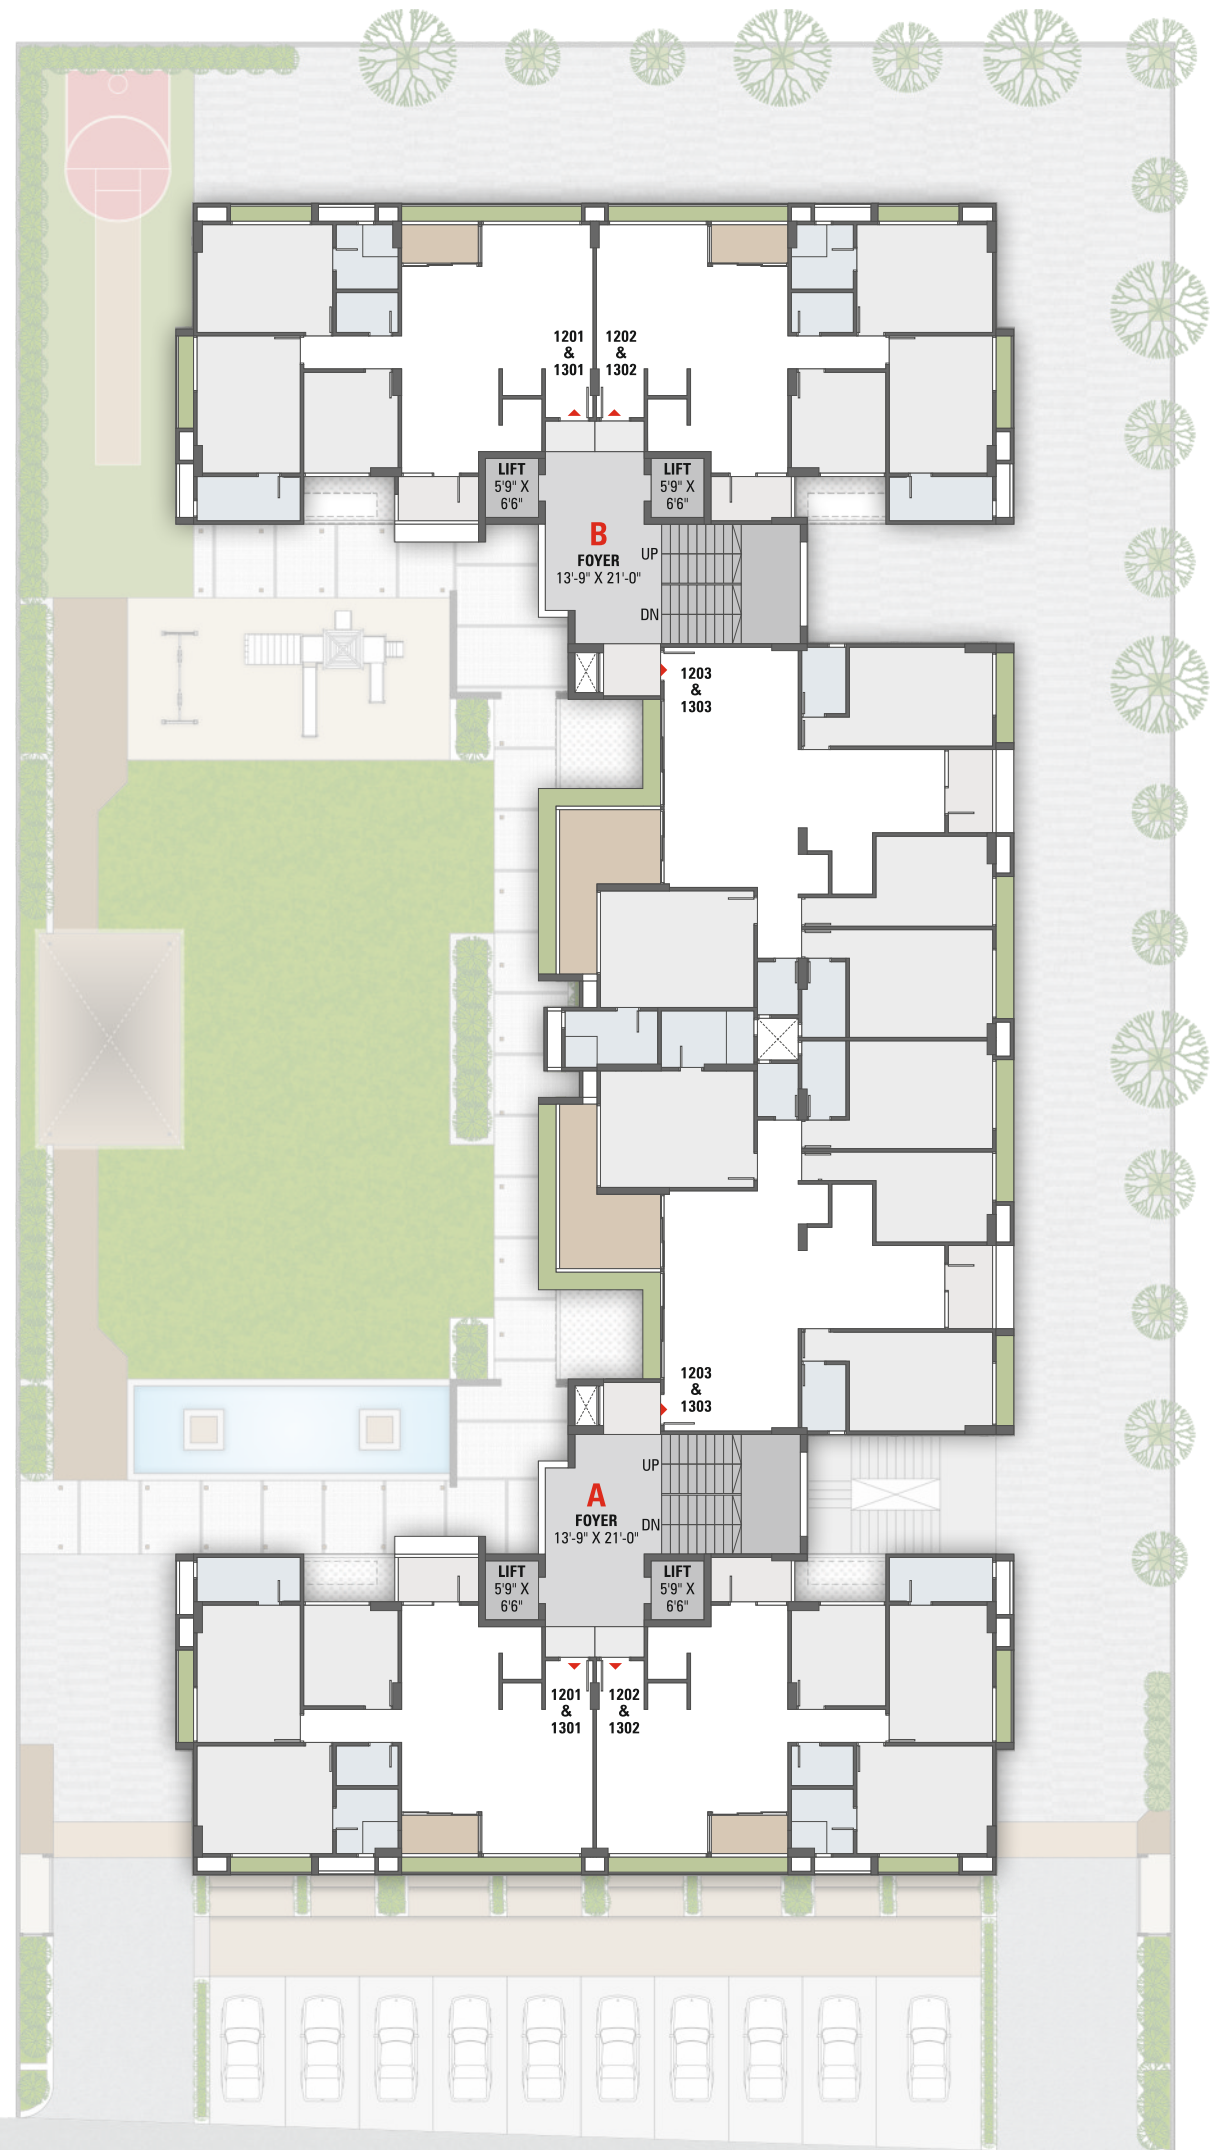 1201
&
1301
1202
&
1302
LIFT
5'9" X
6'6"
LIFT
5'9" X
6'6"
B
FOYER
13'-9" X 21'-0"
UP
DN
1203
&
1303
1203
&
1303
UP
A
FOYER
13'-9" X 21'-0"
DN
LIFT
5'9" X
6'6"
LIFT
5'9" X
6'6"
1201
&
1301
1202
&
1302